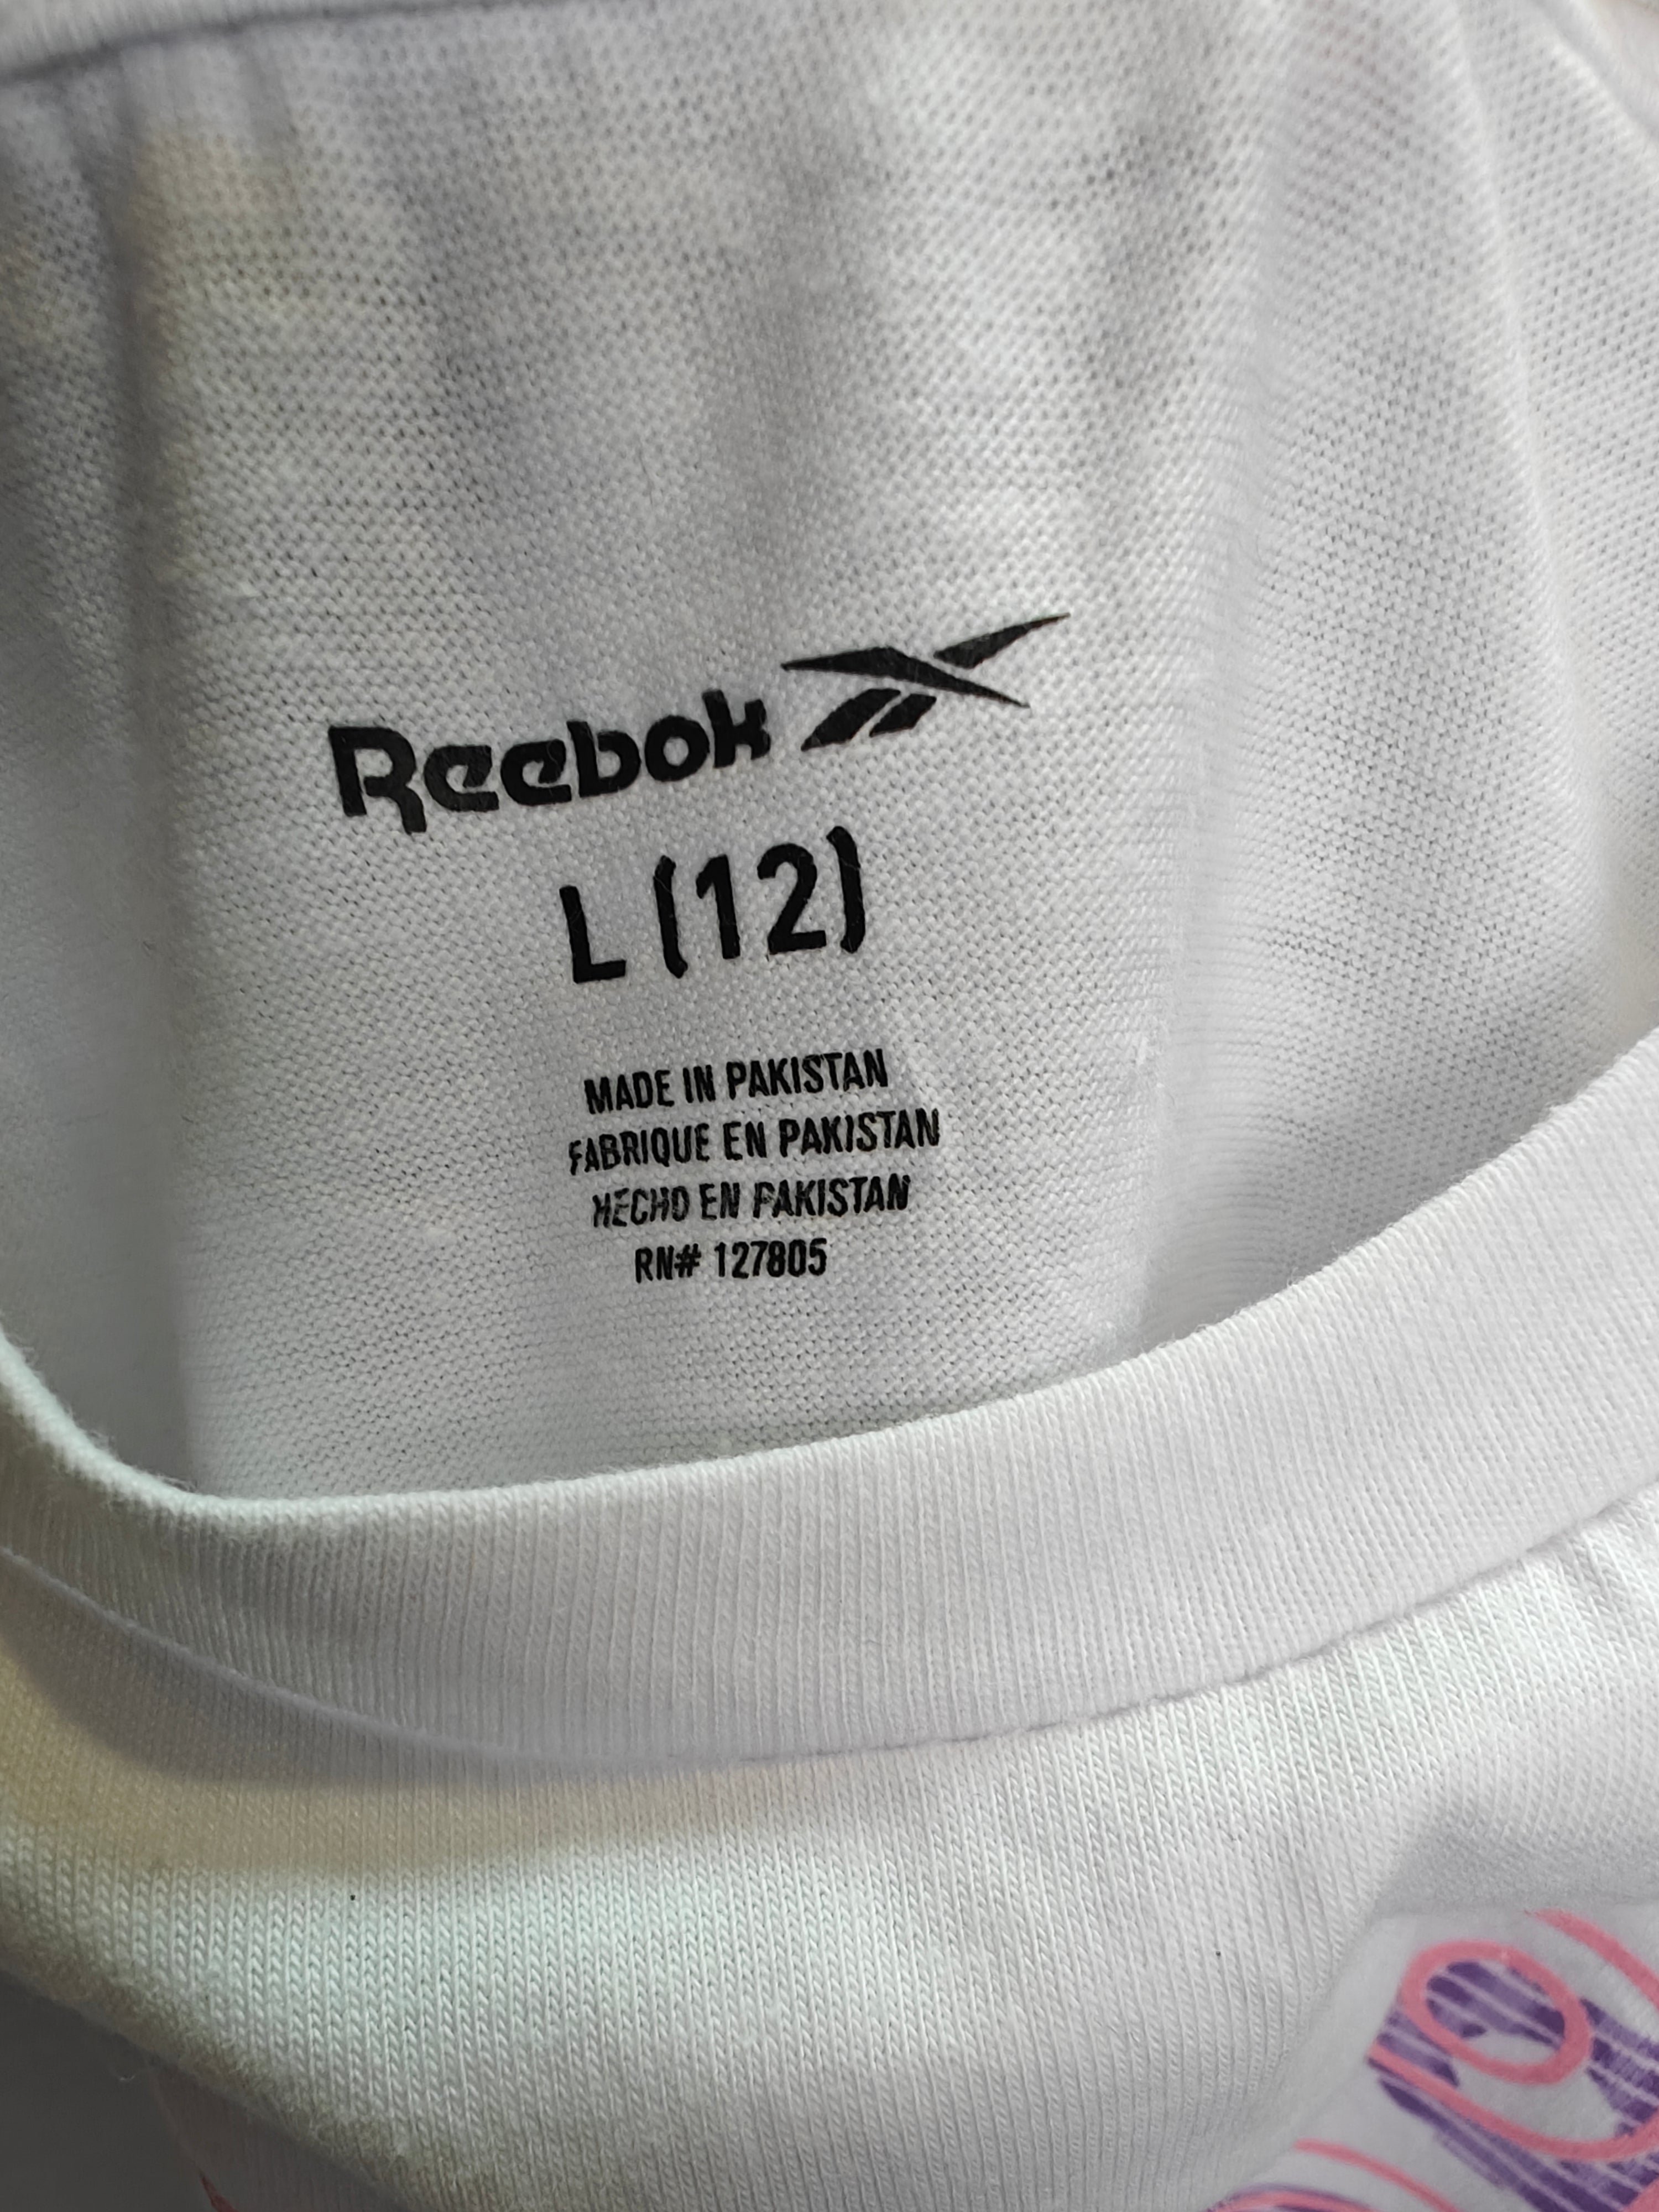 Reebok
L (12)
MADE IN PAKISTAN
FABRIQUE EN PAKISTAN
HECHO EN PAKISTAN
RN# 127805